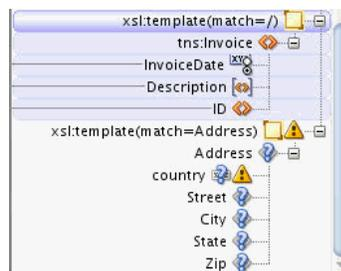 xsl:template(match=/)
tns:Invoice
InvoiceDate
Description
ID
xsl:template(match=Address)
Address
country
Street
City
State
Zip